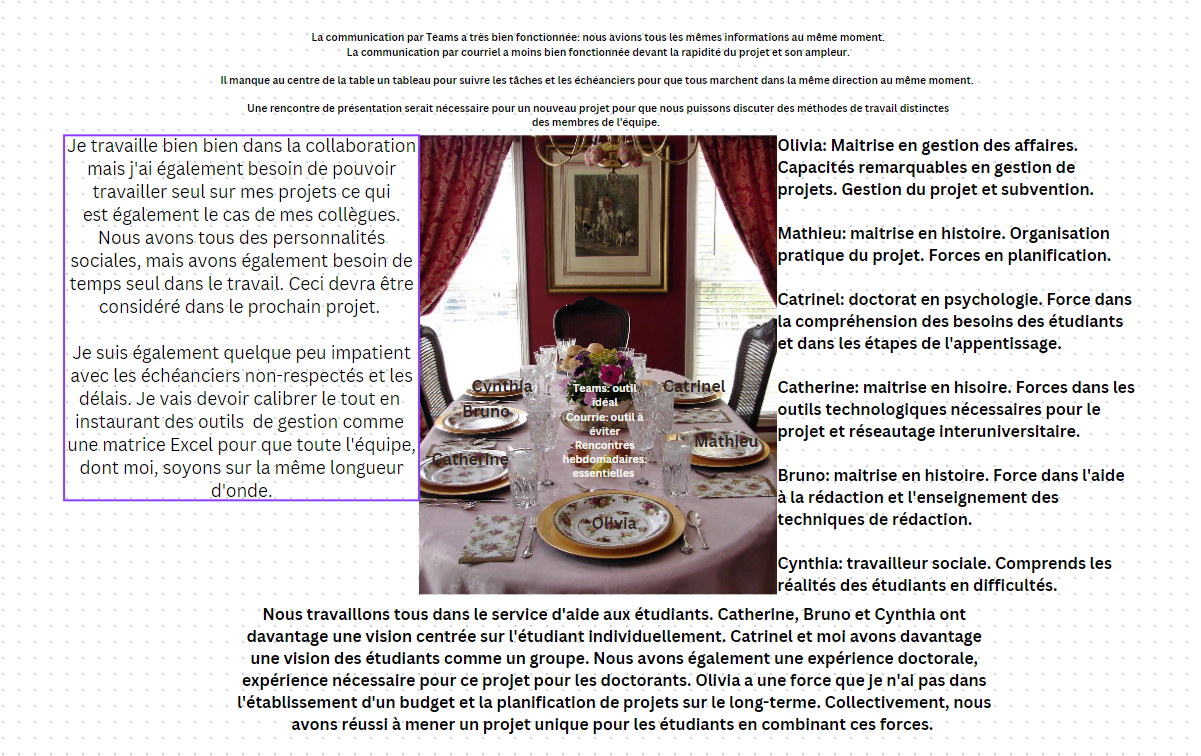 La communication par Teams a très bien fonctionnée: nous avions tous les mêmes informations au même moment.
La communication par courriel a moins bien fonctionnée devant la rapidité du projet et son ampleur.
Il manque au centre de la table un tableau pour suivre les tâches et les échéanciers pour que tous marchent dans la même direction au même moment.
Une rencontre de présentation serait nécessaire pour un nouveau projet pour que nous puissons discuter des méthodes de travail distinctes
des membres de l'équipe.
Je travaille bien bien dans la collaboration
mais j'ai également besoin de pouvoir
travailler seul sur mes projets ce qui
est également le cas de mes collègues.
Nous avons tous des personnalités
sociales, mais avons également besoin de
temps seul dans le travail. Ceci devra être
considéré dans le prochain projet.
Je suis également quelque peu impatient
avec les échéanciers non-respectés et les
délais. Je vais devoir calibrer le tout en
instaurant des outils de gestion comme
une matrice Excel pour que toute l'équipe,
dont moi, soyons sur la même longueur
d'onde.
Cynthia
Bruno
Catherine
Teams: outil
idéal
Courrie: outil à
éviter
Rencontres
hebdomadaires:
essentielles
Catrinel
Mathieu
Olivia
Olivia: Maitrise en gestion des affaires.
Capacités remarquables en gestion de
projets. Gestion du projet et subvention.
Mathieu: maitrise en histoire. Organisation
pratique du projet. Forces en planification.
Catrinel: doctorat en psychologie. Force dans
la compréhension des besoins des étudiants
et dans les étapes de l'appentissage.
Catherine: maitrise en hisoire. Forces dans les
outils technologiques nécessaires pour le
projet et réseautage interuniversitaire.
Bruno: maitrise en histoire. Force dans l'aide
à la rédaction et l'enseignement des
techniques de rédaction.
Cynthia: travailleur sociale. Comprends les
réalités des étudiants en difficultés.
Nous travaillons tous dans le service d'aide aux étudiants. Catherine, Bruno et Cynthia ont
davantage une vision centrée sur l'étudiant individuellement. Catrinel et moi avons davantage
une vision des étudiants comme un groupe. Nous avons également une expérience doctorale,
expérience nécessaire pour ce projet pour les doctorants. Olivia a une force que je n'ai pas dans
l'établissement d'un budget et la planification de projets sur le long-terme. Collectivement, nous
avons réussi à mener un projet unique pour les étudiants en combinant ces forces.